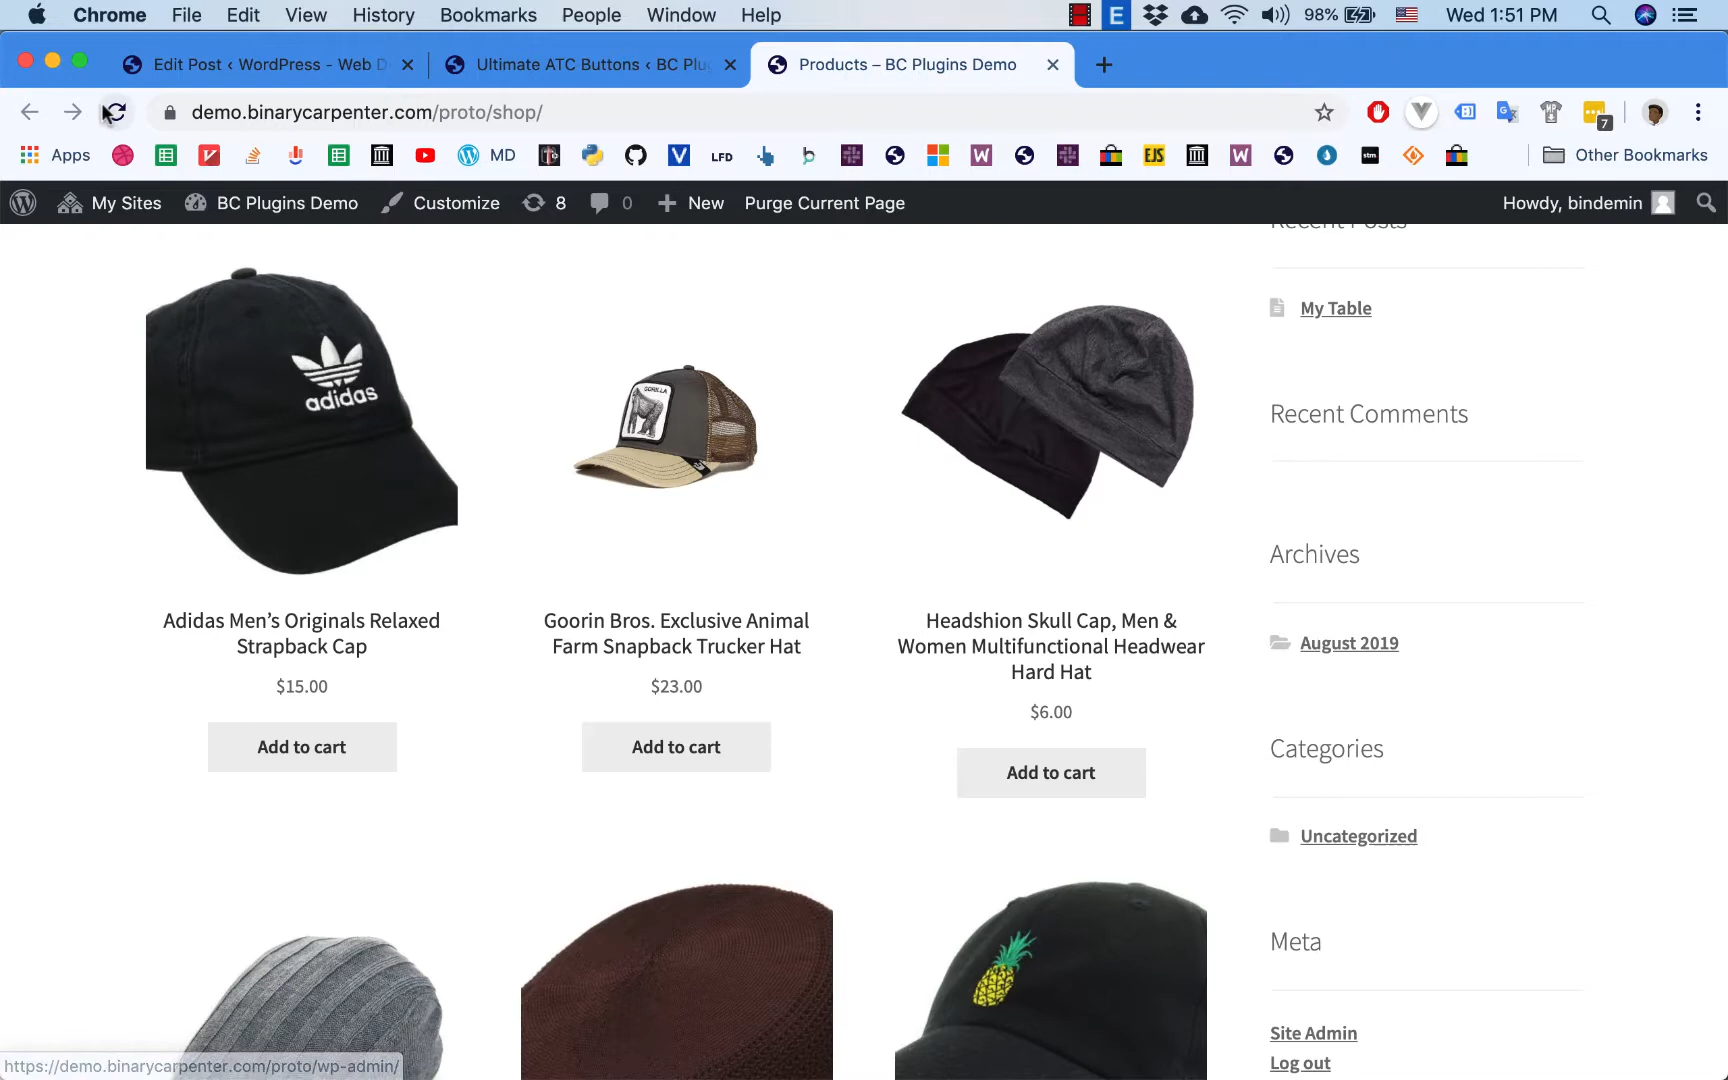 Chrome File Edit View History Bookmarks People Window Help
E 98% Wed 1:51 PM
Edit Post ‹ WordPress - Web D
Ultimate ATC Buttons ‹ BC Plu
Products – BC Plugins Demo
demo.binarycarpenter.com/proto/shop/
7
Apps MD LFD W EJS W stm Other Bookmarks
My Sites BC Plugins Demo Customize 8 0 New Purge Current Page Howdy, bindemin
Recent Posts
My Table
Recent Comments
Archives
August 2019
Categories
Uncategorized
Meta
Site Admin
Log out
adidas
GORILLA
Adidas Men’s Originals Relaxed
Strapback Cap
$15.00
Add to cart
Goorin Bros. Exclusive Animal
Farm Snapback Trucker Hat
$23.00
Add to cart
Headshion Skull Cap, Men &
Women Multifunctional Headwear
Hard Hat
$6.00
Add to cart
https://demo.binarycarpenter.com/proto/wp-admin/